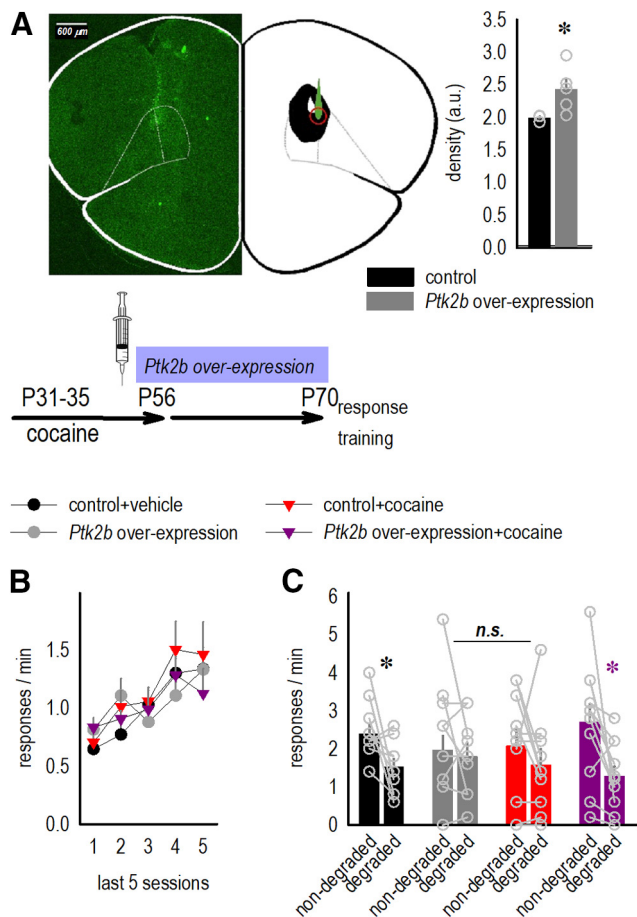 A
600 µm
*
density (a.u.)
3.0
2.5
2.0
1.5
1.0
0.5
0.0
control
Ptk2b over-expression
Ptk2b over-expression
P31-35
P56
P70
response
cocaine
training
control+vehicle
control+cocaine
Ptk2b over-expression
Ptk2b over-expression+cocaine
B
responses / min
1.5
1.0
0.5
0.0
1 2 3 4 5
last 5 sessions
C
responses / min
6
5
4
3
2
1
0
*
n.s.
*
non-degraded
degraded
non-degraded
degraded
non-degraded
degraded
non-degraded
degraded